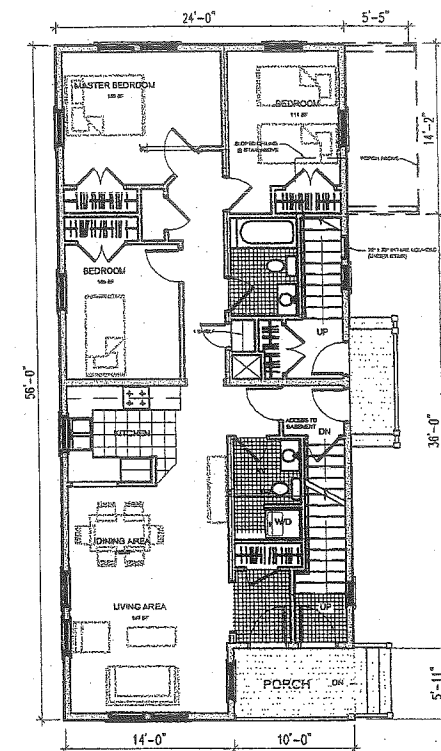 24'-0"
5'-5"
MASTER BEDROOM
BEDROOM
14'-2"
BEDROOM
UP
56'-0"
36'-0"
KITCHEN
ACCESS TO
BASEMENT
DN
W/D
DINING AREA
LIVING AREA
UP
PORCH
DN
5'-11"
14'-0"
10'-0"